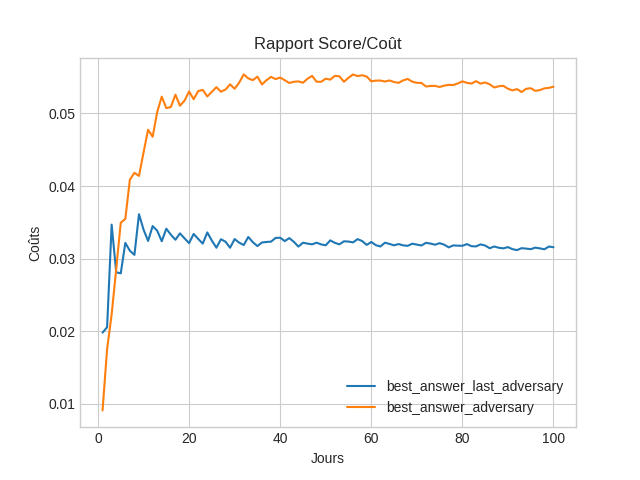 Rapport Score/Coût
Coûts
0.05
0.04
0.03
0.02
0.01
0
20
40
60
80
100
Jours
best_answer_last_adversary
best_answer_adversary